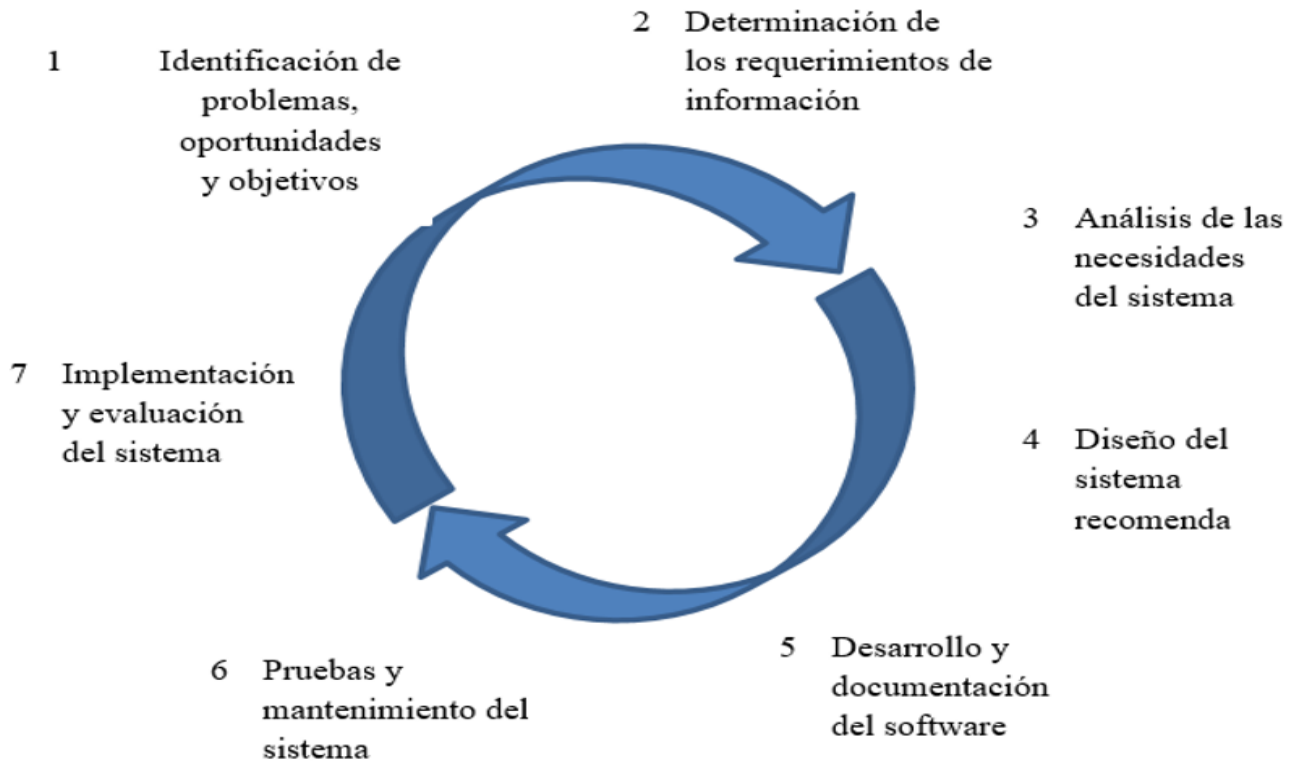 1 Identificación de
problemas,
oportunidades
y objetivos
2 Determinación de
los requerimientos de
información
3 Análisis de las
necesidades
del sistema
4 Diseño del
sistema
recomenda
5 Desarrollo y
documentación
del software
6 Pruebas y
mantenimiento del
sistema
7 Implementación
y evaluación
del sistema